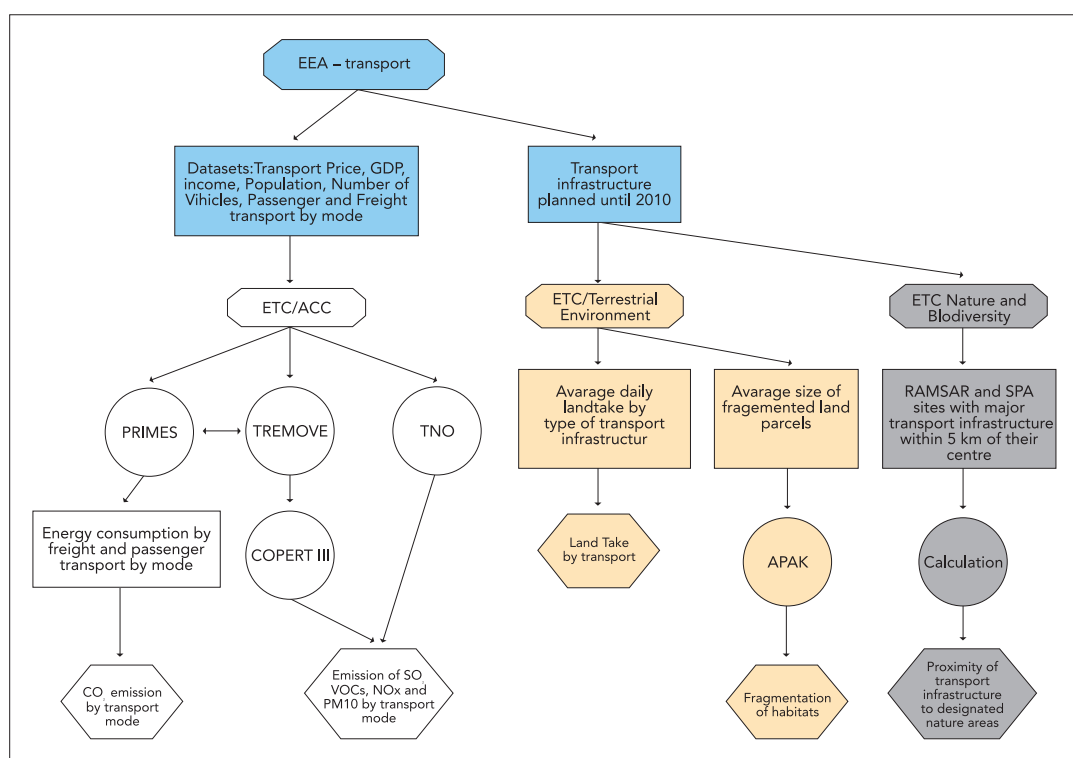 EEA – transport
Datasets:Transport Price, GDP,
income, Population, Number of
Vihicles, Passenger and Freight
transport by mode
Transport
infrastructure
planned until 2010
ETC/ACC
ETC/Terrestrial
Environment
ETC Nature and
Blodiversity
PRIMES
TREMOVE
TNO
Avarage daily
landtake by
type of transport
infrastructur
Avarage size of
fragemented land
parcels
RAMSAR and SPA
sites with major
transport infrastructure
within 5 km of their
centre
Energy consumption by
freight and passenger
transport by mode
COPERT III
Land Take
by transport
APAK
Calculation
CO, emission
by transport
mode
Emission of SO,
VOCs, NOx and
PM10 by transport
mode
Fragmentation
of habitats
Proximity of
transport
infrastructure
to designated
nature areas